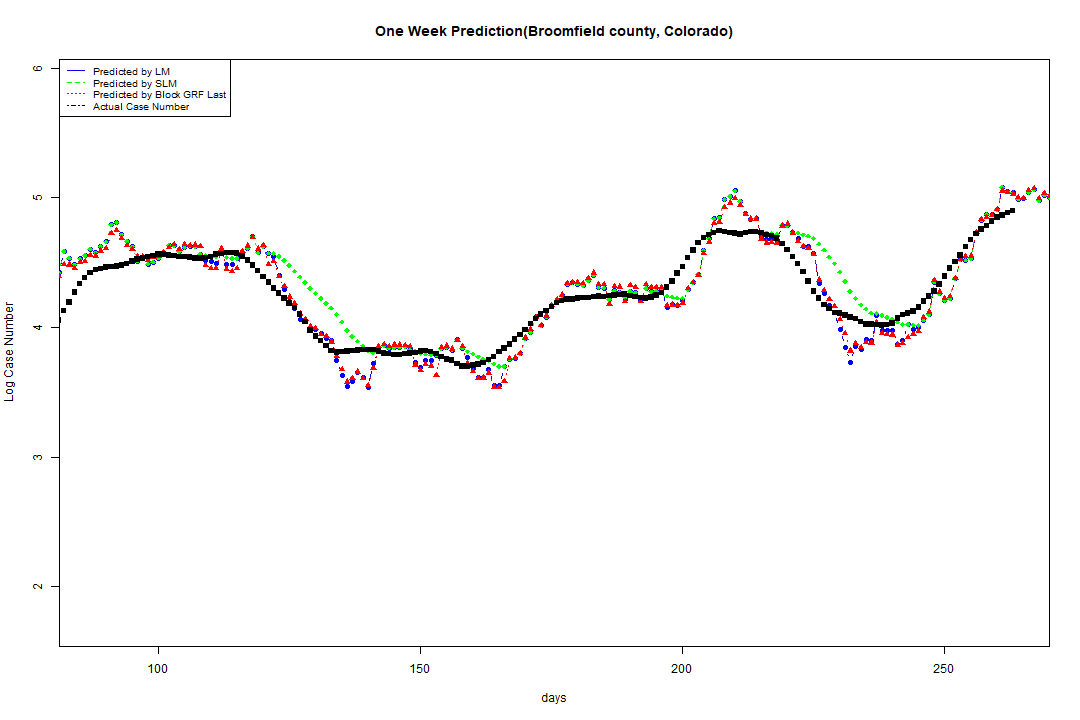 One Week Prediction(Broomfield county, Colorado)
Predicted by LM
Predicted by SLM
Predicted by Block GRF Last
Actual Case Number
6
5
4
3
2
Log Case Number
100 150 200 250
days